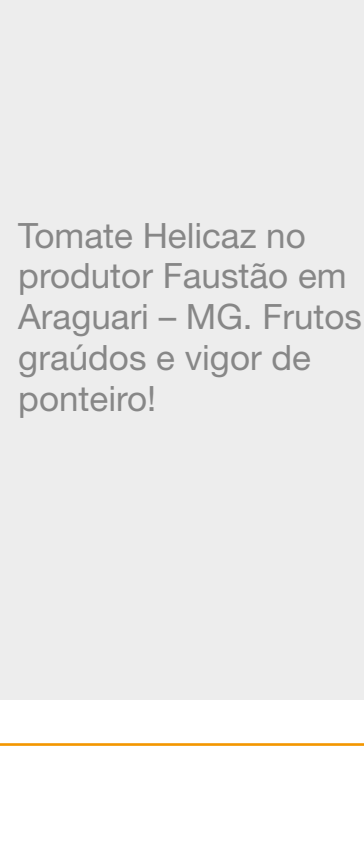 Tomate Helicaz no
produtor Faustão em
Araguari – MG. Frutos
graúdos e vigor de
ponteiro!